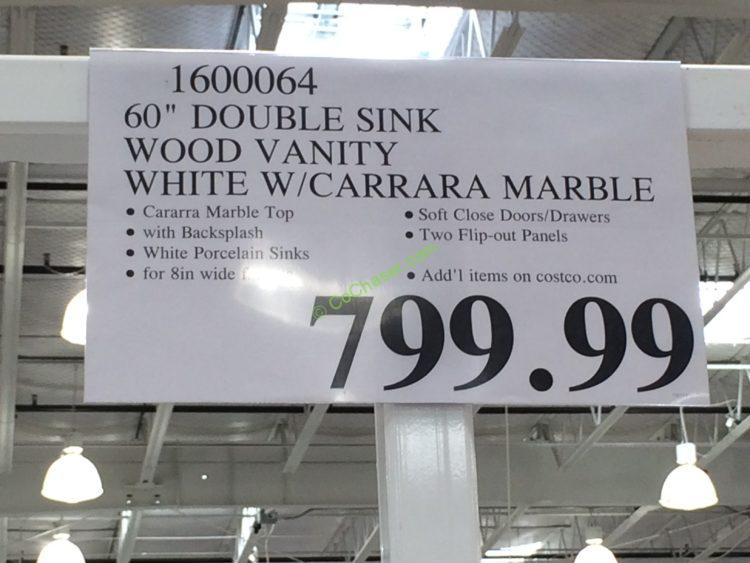 1600064
60" DOUBLE SINK
WOOD VANITY
WHITE W/CARRARA MARBLE
• Cararra Marble Top
• with Backsplash
• White Porcelain Sinks
• for 8in wide
• Soft Close Doors/Drawers
• Two Flip-out Panels
• Add'l items on costco.com
© CoChaser.com
799.99